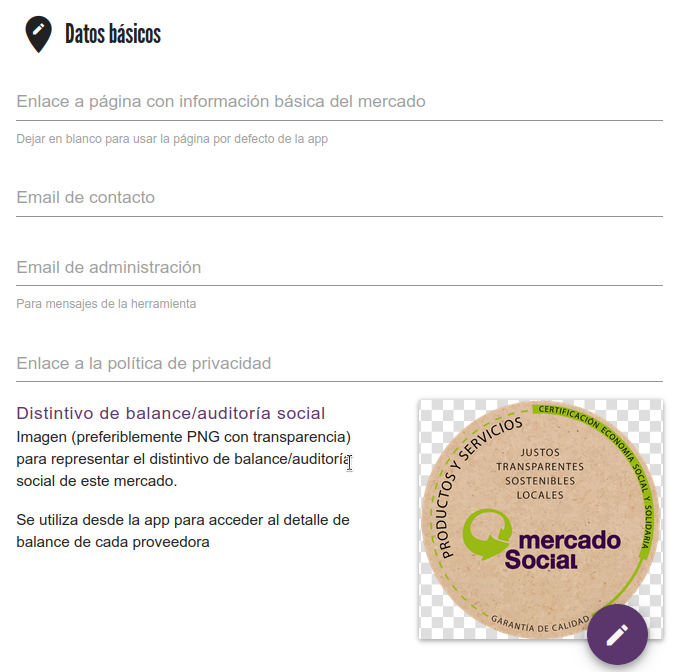 Datos básicos
Enlace a página con información básica del mercado
Dejar en blanco para usar la página por defecto de la app
Email de contacto
Email de administración
Para mensajes de la herramienta
Enlace a la política de privacidad
Distintivo de balance/auditoría social
Imagen (preferiblemente PNG con transparencia)
para representar el distintivo de balance/auditoría
social de este mercado.
Se utiliza desde la app para acceder al detalle de
balance de cada proveedora
CERTIFICACIÓN ECONOMÍA SOCIAL Y SOLIDARIA
PRODUCTOS Y SERVICIOS
JUSTOS
TRANSPARENTES
SOSTENIBLES
LOCALES
mercado
Social
GARANTÍA DE CALIDAD